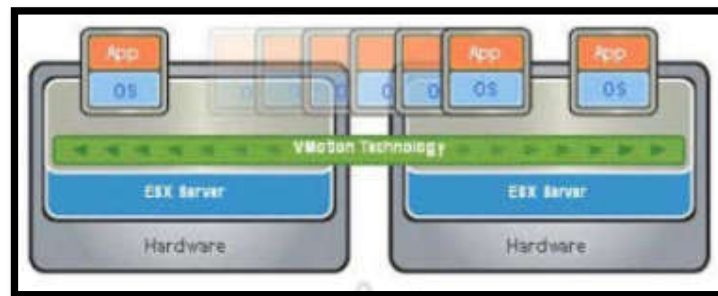 App App App
OS OS OS
VMotion Technology
ESX Server ESX Server
Hardware Hardware